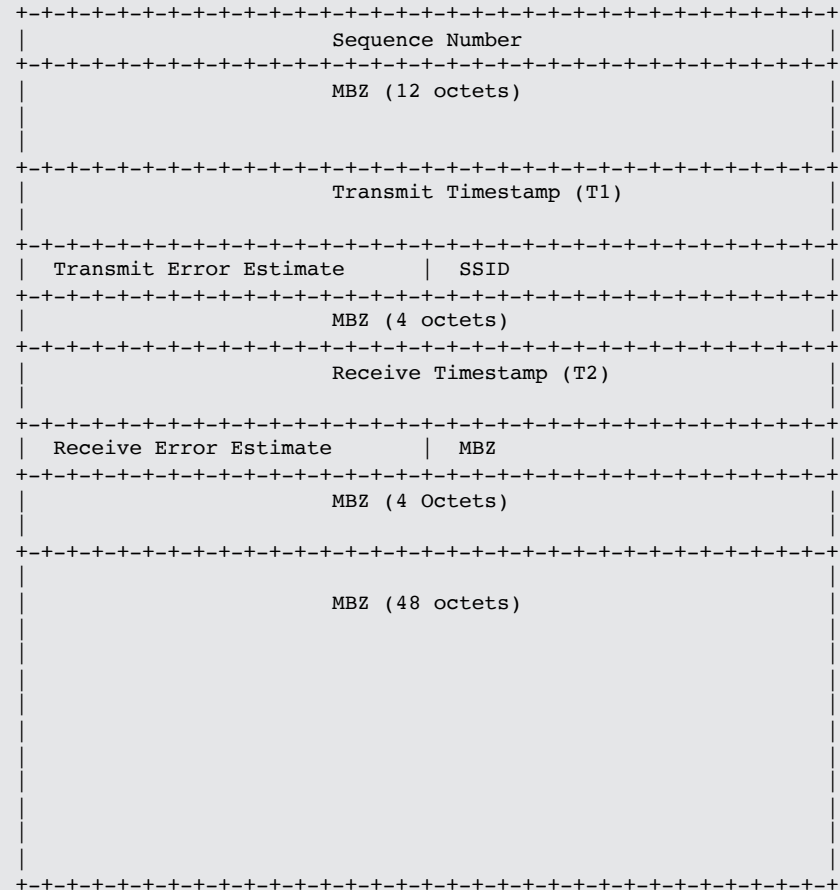 +-+-+-+-+-+-+-+-+-+-+-+-+-+-+-+-+-+-+-+-+-+-+-+-+-+-+-+-+-+-+-+-+
|                        Sequence Number                        |
+-+-+-+-+-+-+-+-+-+-+-+-+-+-+-+-+-+-+-+-+-+-+-+-+-+-+-+-+-+-+-+-+
|                        MBZ (12 octets)                        |
|                                                               |
|                                                               |
+-+-+-+-+-+-+-+-+-+-+-+-+-+-+-+-+-+-+-+-+-+-+-+-+-+-+-+-+-+-+-+-+
|                        Transmit Timestamp (T1)                |
|                                                               |
+-+-+-+-+-+-+-+-+-+-+-+-+-+-+-+-+-+-+-+-+-+-+-+-+-+-+-+-+-+-+-+-+
|  Transmit Error Estimate      |  SSID                         |
+-+-+-+-+-+-+-+-+-+-+-+-+-+-+-+-+-+-+-+-+-+-+-+-+-+-+-+-+-+-+-+-+
|                        MBZ (4 octets)                         |
+-+-+-+-+-+-+-+-+-+-+-+-+-+-+-+-+-+-+-+-+-+-+-+-+-+-+-+-+-+-+-+-+
|                        Receive Timestamp (T2)                 |
|                                                               |
+-+-+-+-+-+-+-+-+-+-+-+-+-+-+-+-+-+-+-+-+-+-+-+-+-+-+-+-+-+-+-+-+
|  Receive Error Estimate       |  MBZ                          |
+-+-+-+-+-+-+-+-+-+-+-+-+-+-+-+-+-+-+-+-+-+-+-+-+-+-+-+-+-+-+-+-+
|                        MBZ (4 Octets)                         |
|                                                               |
+-+-+-+-+-+-+-+-+-+-+-+-+-+-+-+-+-+-+-+-+-+-+-+-+-+-+-+-+-+-+-+-+
|                                                               |
|                        MBZ (48 octets)                        |
|                                                               |
|                                                               |
|                                                               |
|                                                               |
|                                                               |
|                                                               |
|                                                               |
|                                                               |
|                                                               |
|                                                               |
+-+-+-+-+-+-+-+-+-+-+-+-+-+-+-+-+-+-+-+-+-+-+-+-+-+-+-+-+-+-+-+-+